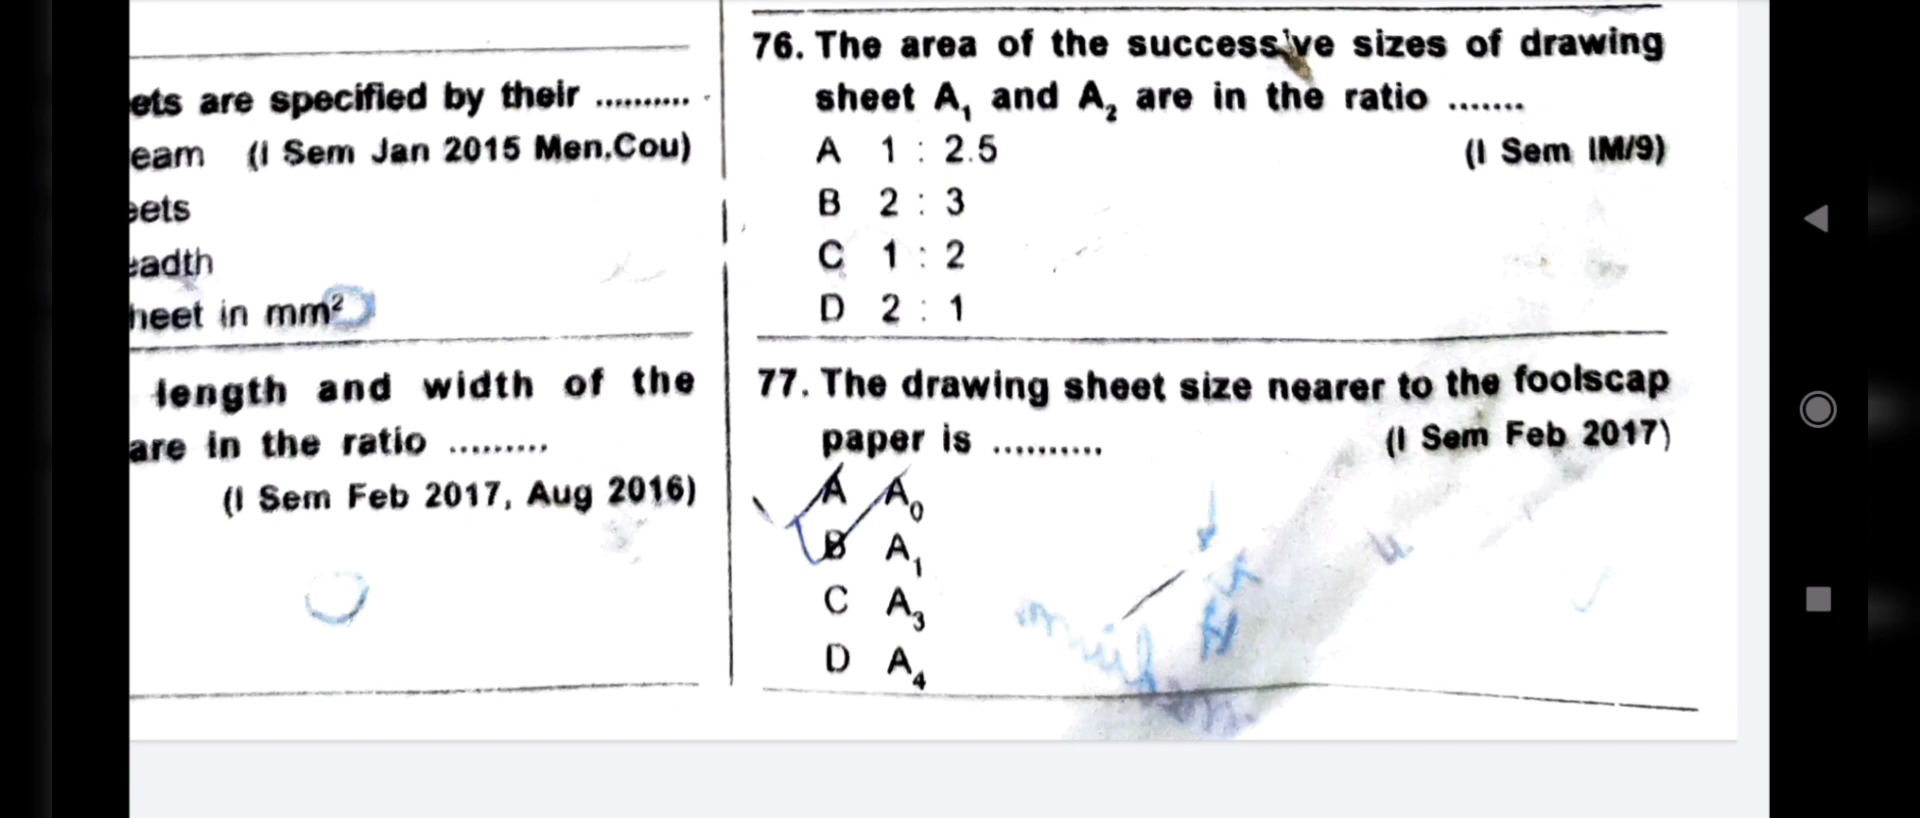 ets are specified by their ..........
eam (I Sem Jan 2015 Men.Cou)
eets
eadth
heet in mm²
length and width of the
are in the ratio .........
(I Sem Feb 2017, Aug 2016)
76. The area of the successive sizes of drawing
sheet A₁ and A₂ are in the ratio .......
A 1 : 2.5 (I Sem IM/9)
B 2 : 3
C 1 : 2
D 2 : 1
77. The drawing sheet size nearer to the foolscap
paper is .......... (I Sem Feb 2017)
A A₀
B A₁
C A₃
D A₄